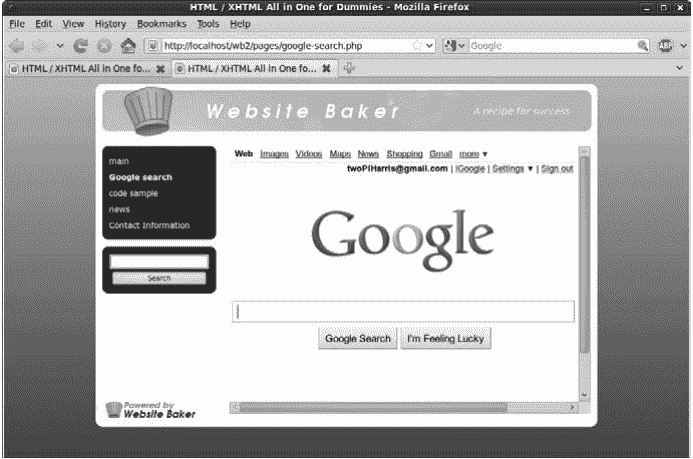 HTML / XHTML All in One for Dummies - Mozilla Firefox
File Edit View History Bookmarks Tools Help
http://localhost/wb2/pages/google-search.php Google ABP
HTML / XHTML All in One fo... HTML / XHTML All in One fo...
Website Baker A recipe for success
main
Google search
code sample
news
Contact Information
Search
Web Images Videos Maps News Shopping Gmail more ▼
twoPiHarris@gmail.com | iGoogle | Settings ▼ | Sign out
Google
Google Search I'm Feeling Lucky
Powered by
Website Baker